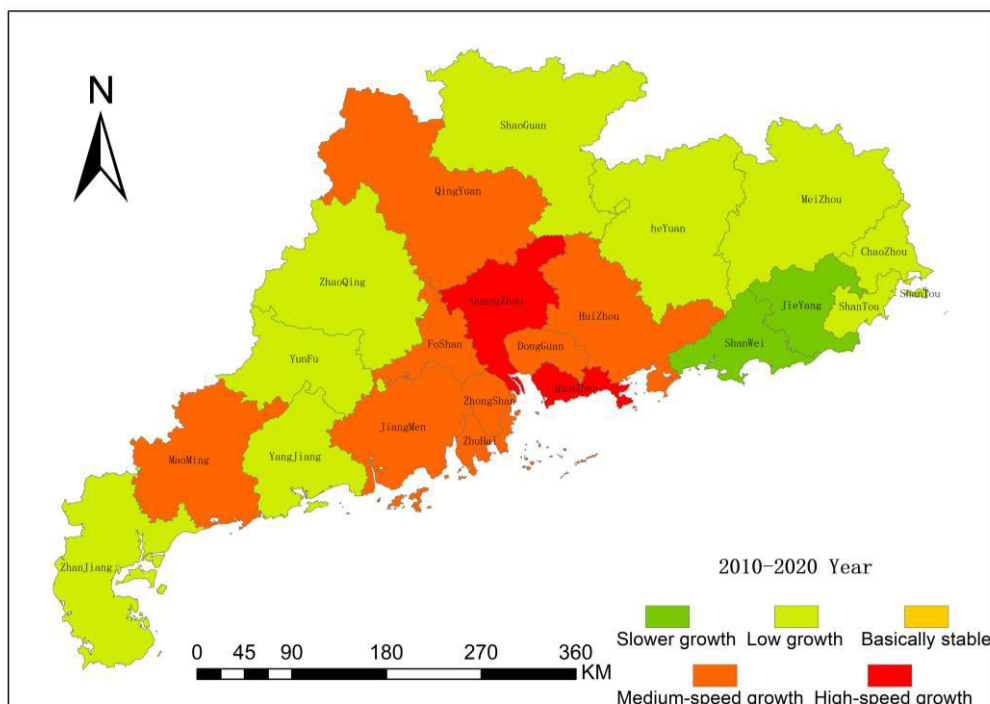 N
ShaoGuan
QingYuan
MeiZhou
heYuan
ChaoZhou
ZhaoQing
ShanTou
GuangZhou
JieYang
ShanTou
HuiZhou
FoShan
DongGuan
ShanWei
YunFu
ShenZhen
ZhongShan
JiangMen
ZhuHai
MaoMing
YangJiang
ZhanJiang
2010-2020 Year
Slower growth Low growth Basically stable
Medium-speed growth High-speed growth
0 45 90 180 270 360
KM